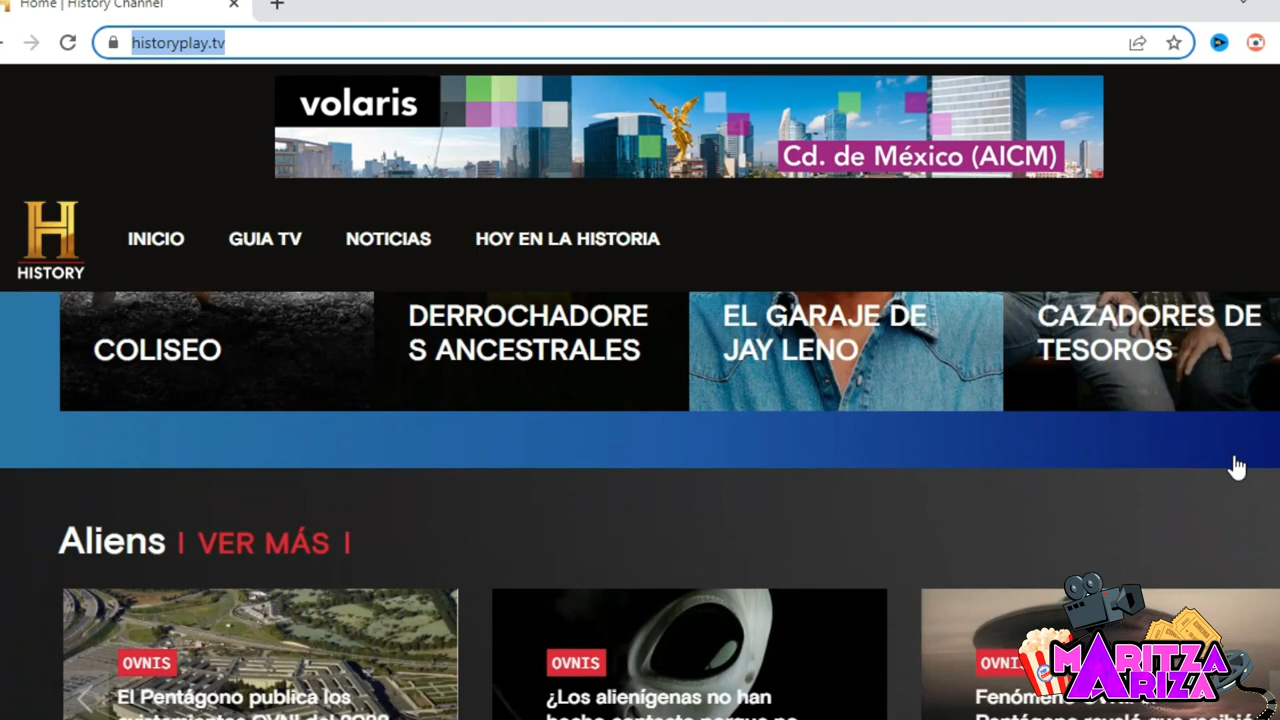 Home | History Channel
historyplay.tv
volaris
Cd. de México (AICM)
HISTORY
INICIO
GUIA TV
NOTICIAS
HOY EN LA HISTORIA
COLISEO
DERROCHADORE
S ANCESTRALES
EL GARAJE DE
JAY LENO
CAZADORES DE
TESOROS
Aliens | VER MÁS |
OVNIS
El Pentágono publica los
OVNIS
¿Los alienígenas no han
MARITZA
ARIZA